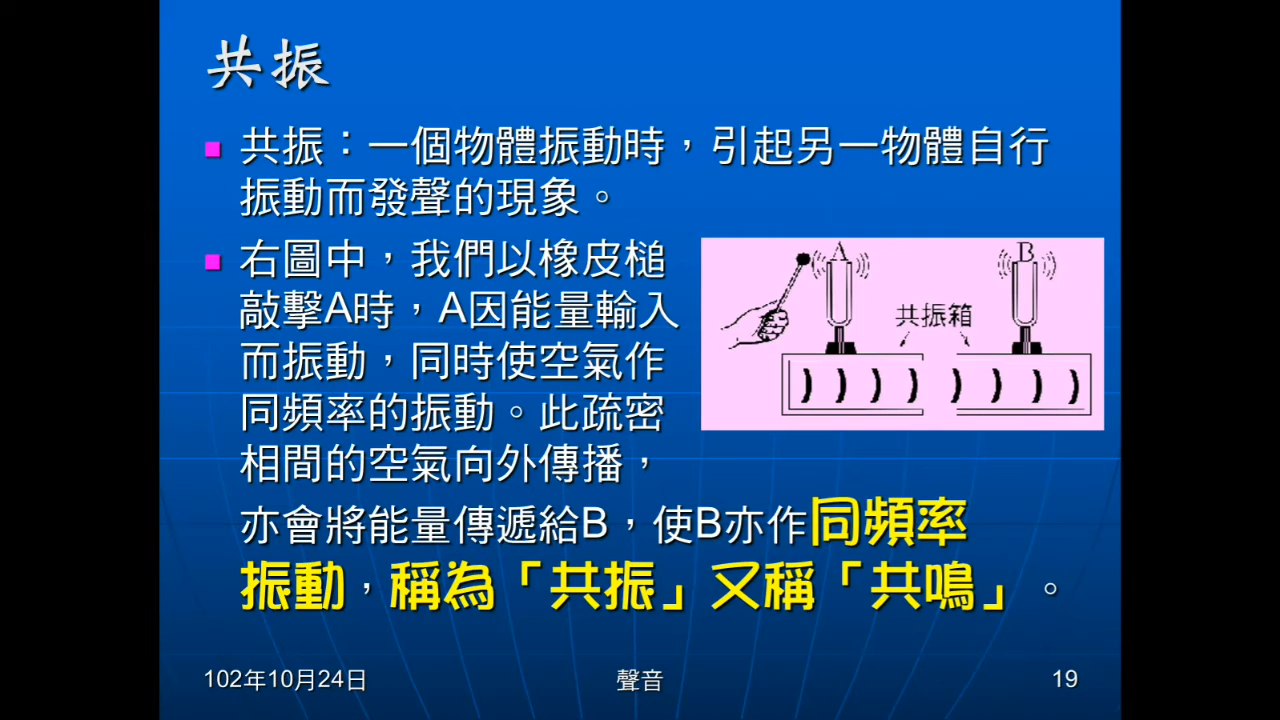 共振
共振：一個物體振動時，引起另一物體自行
振動而發聲的現象。
右圖中，我們以橡皮槌
敲擊A時，A因能量輸入
而振動，同時使空氣作
同頻率的振動。此疏密
相間的空氣向外傳播，
亦會將能量傳遞給B，使B亦作同頻率
振動，稱為「共振」又稱「共鳴」。
A
B
共振箱
102年10月24日
聲音
19